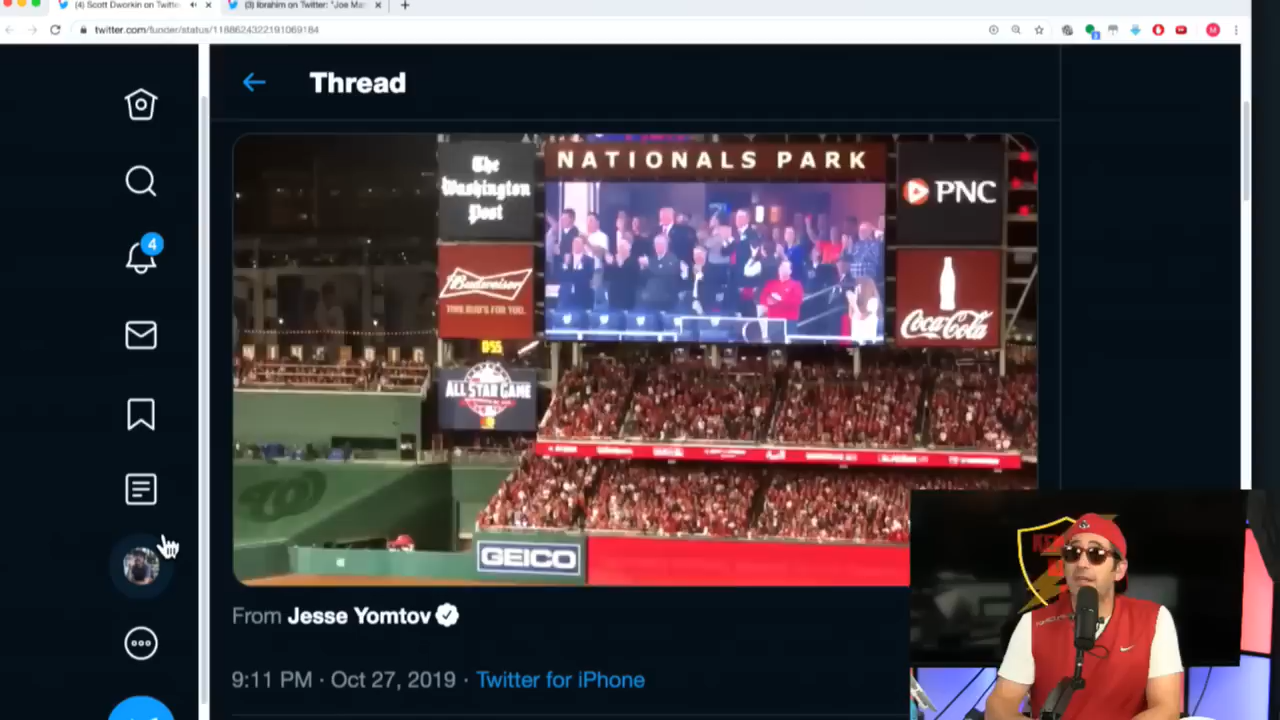 (4) Scott Dworkin on Twitter
(3) Ibrahim on Twitter: "Joe Ma
twitter.com/funder/status/1188624322191069184
Thread
4
The
Washington
Post
NATIONALS PARK
PNC
Budweiser
THIS BUD'S FOR YOU.
Coca-Cola
ALL STAR GAME
GEICO
From Jesse Yomtov
9:11 PM · Oct 27, 2019 · Twitter for iPhone